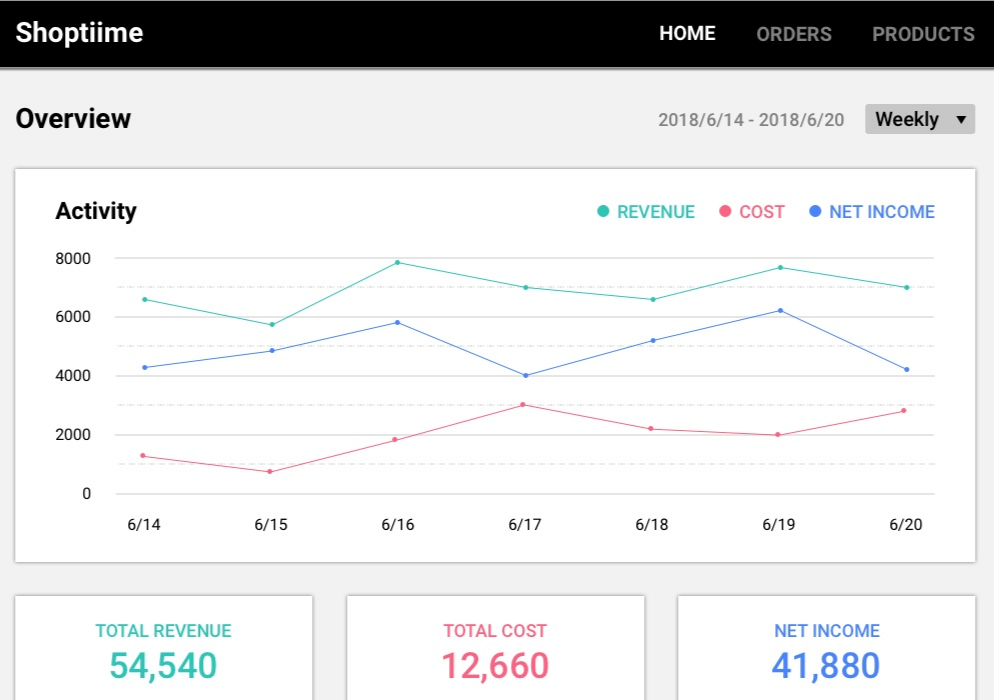 Shoptiime HOME ORDERS PRODUCTS
Overview 2018/6/14 - 2018/6/20 Weekly
Activity REVENUE COST NET INCOME
8000
6000
4000
2000
0
6/14 6/15 6/16 6/17 6/18 6/19 6/20
TOTAL REVENUE TOTAL COST NET INCOME
54,540 12,660 41,880